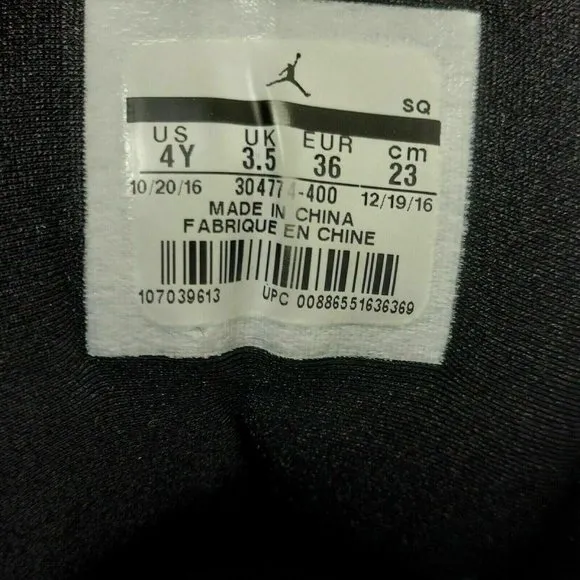 SQ
US UK EUR cm
4Y 3.5 36 23
10/20/16 304774-400 12/19/16
MADE IN CHINA
FABRIQUE EN CHINE
107039613 UPC 00886551636369